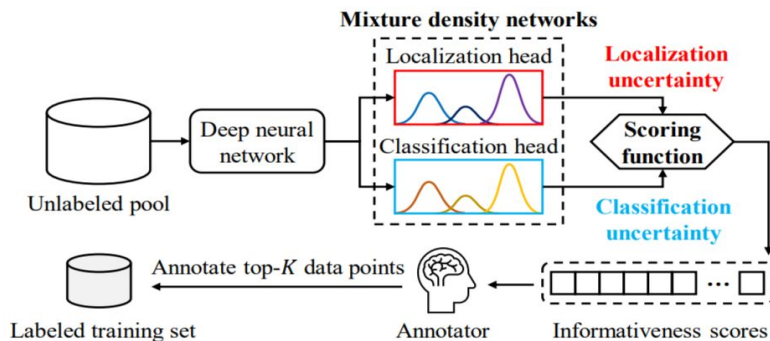 Mixture density networks
Localization head
Localization
uncertainty
Deep neural
network
Scoring
function
Classification head
Unlabeled pool
Classification
uncertainty
Annotate top-K data points
...
Labeled training set
Annotator
Informativeness scores